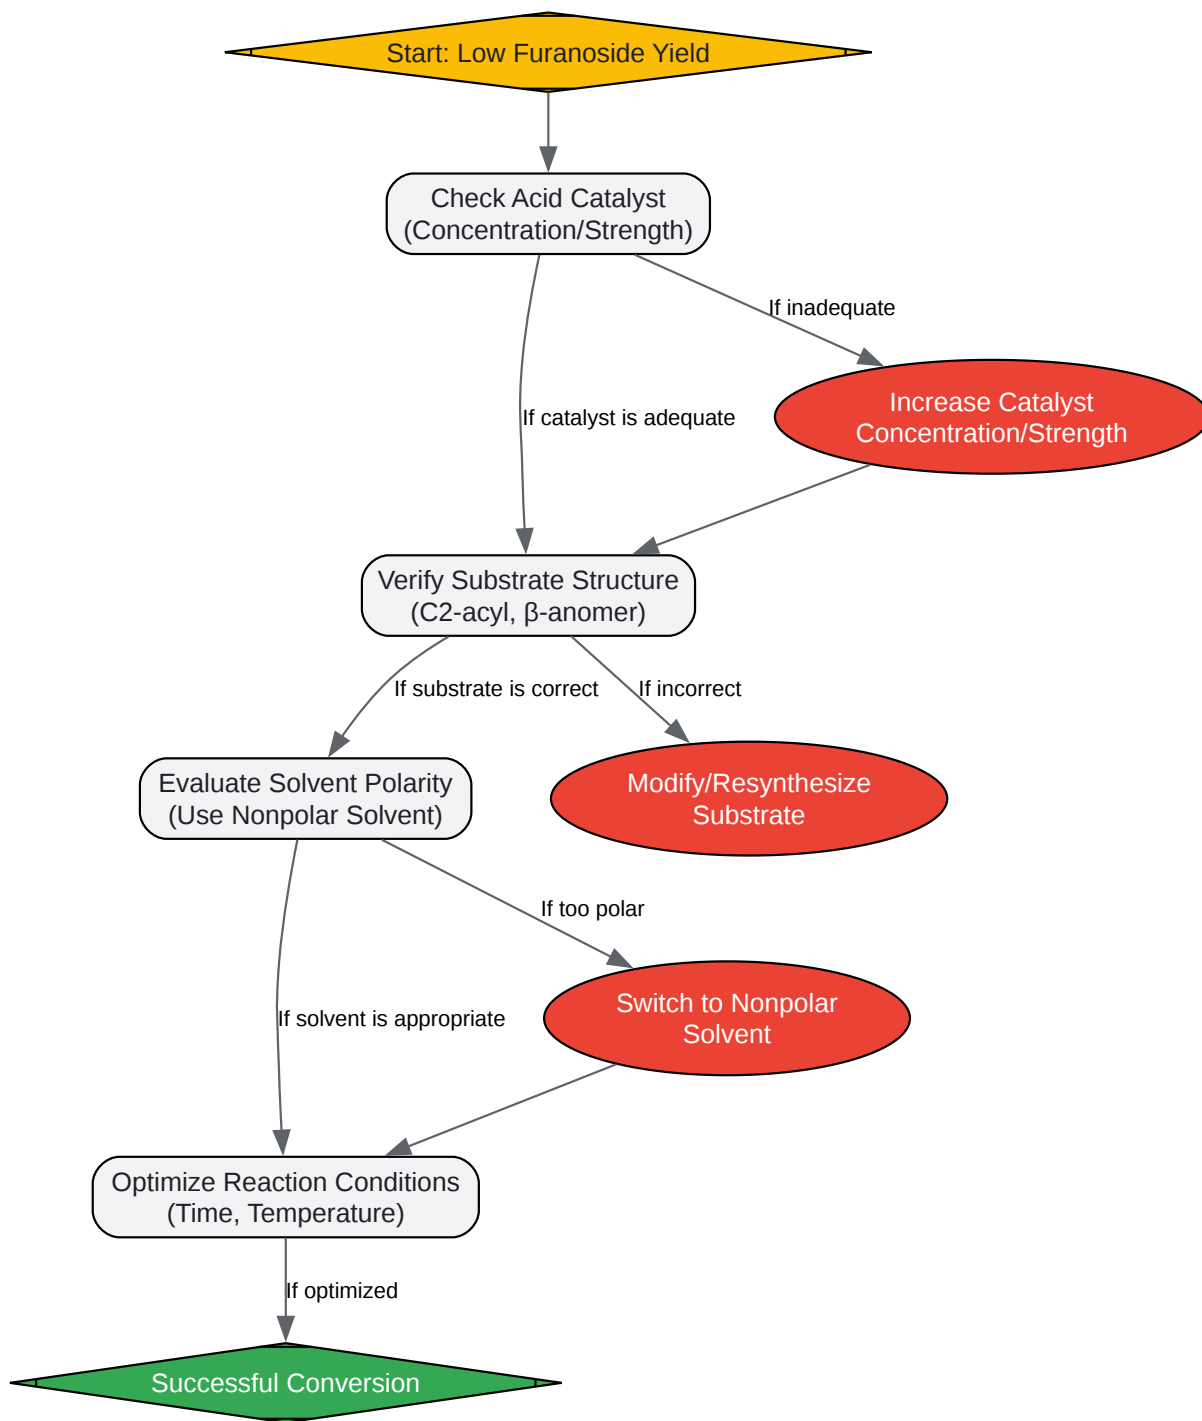 Start: Low Furanoside Yield
Check Acid Catalyst
(Concentration/Strength)
If inadequate
Increase Catalyst
Concentration/Strength
If catalyst is adequate
Verify Substrate Structure
(C2-acyl, β-anomer)
If substrate is correct
If incorrect
Evaluate Solvent Polarity
(Use Nonpolar Solvent)
Modify/Resynthesize
Substrate
If too polar
Switch to Nonpolar
Solvent
If solvent is appropriate
Optimize Reaction Conditions
(Time, Temperature)
If optimized
Successful Conversion